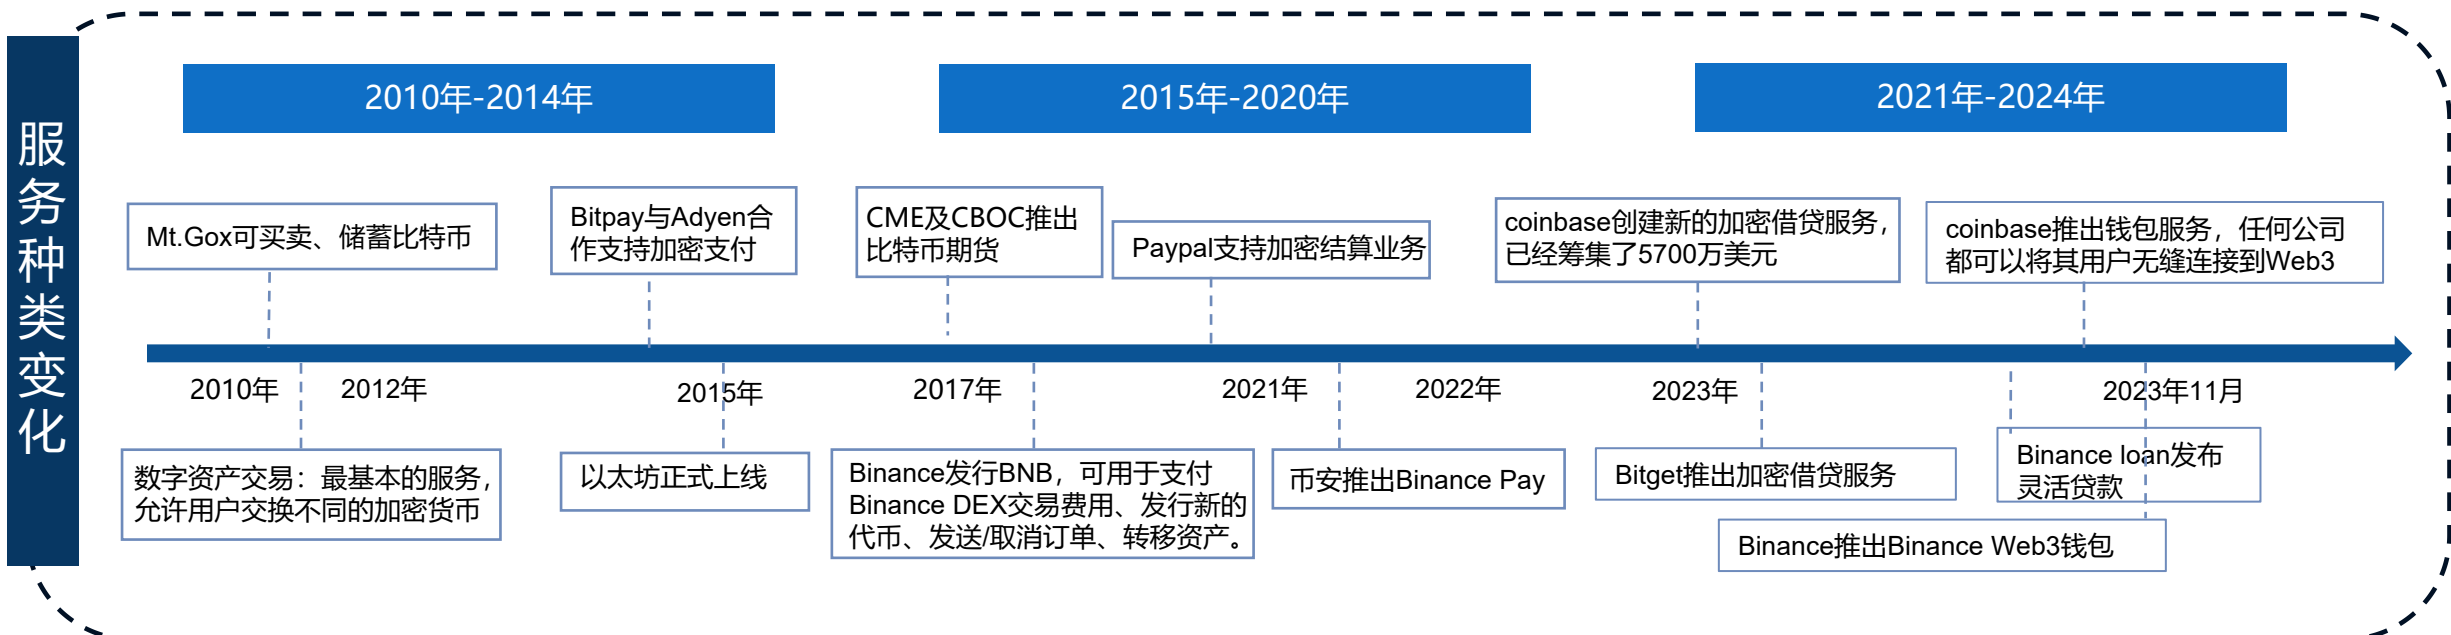 服务种类变化
2010年-2014年
2015年-2020年
2021年-2024年
Mt.Gox可买卖、储蓄比特币
Bitpay与Adyen合
作支持加密支付
CME及CBOC推出
比特币期货
Paypal支持加密结算业务
coinbase创建新的加密借贷服务，
已经筹集了5700万美元
coinbase推出钱包服务，任何公司
都可以将其用户无缝连接到Web3
2010年
2012年
2015年
2017年
2021年
2022年
2023年
2023年11月
数字资产交易：最基本的服务，
允许用户交换不同的加密货币
以太坊正式上线
Binance发行BNB，可用于支付
Binance DEX交易费用、发行新的
代币、发送/取消订单、转移资产。
币安推出Binance Pay
Bitget推出加密借贷服务
Binance loan发布
灵活贷款
Binance推出Binance Web3钱包